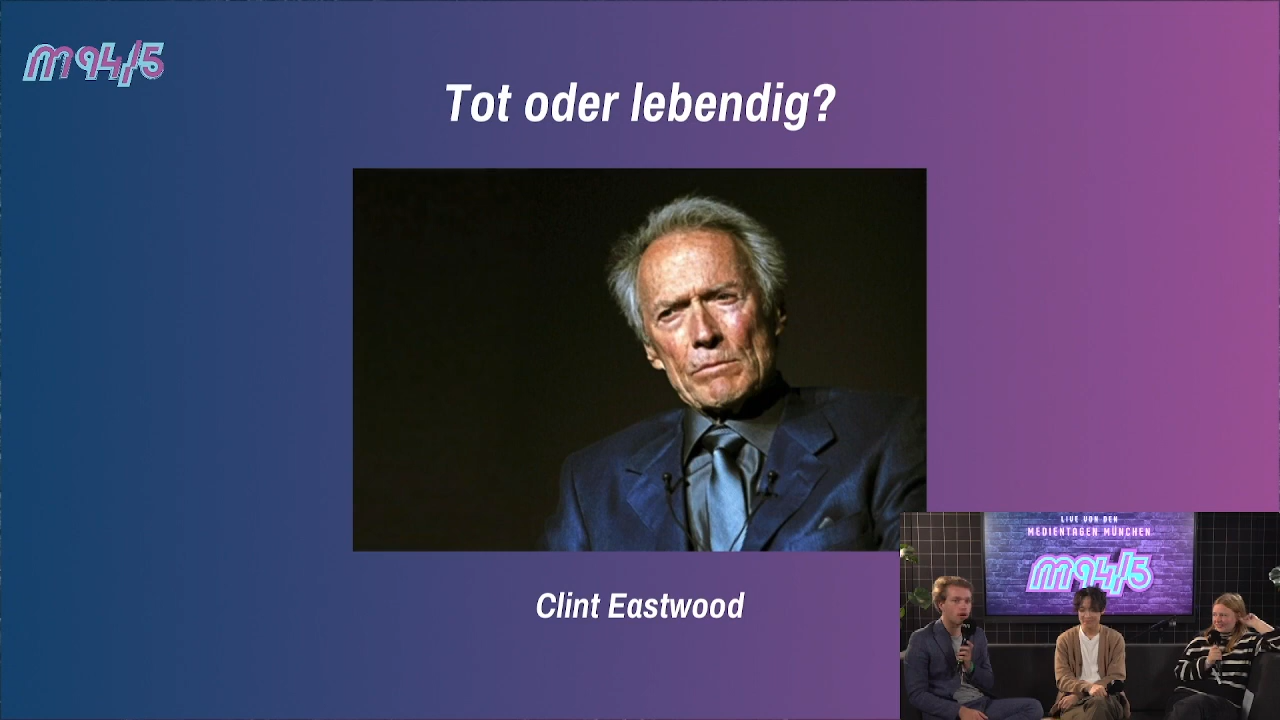 M94/5
Tot oder lebendig?
Clint Eastwood
LIVE VON DEN
MEDIENTAGEN MÜNCHEN
M94/5